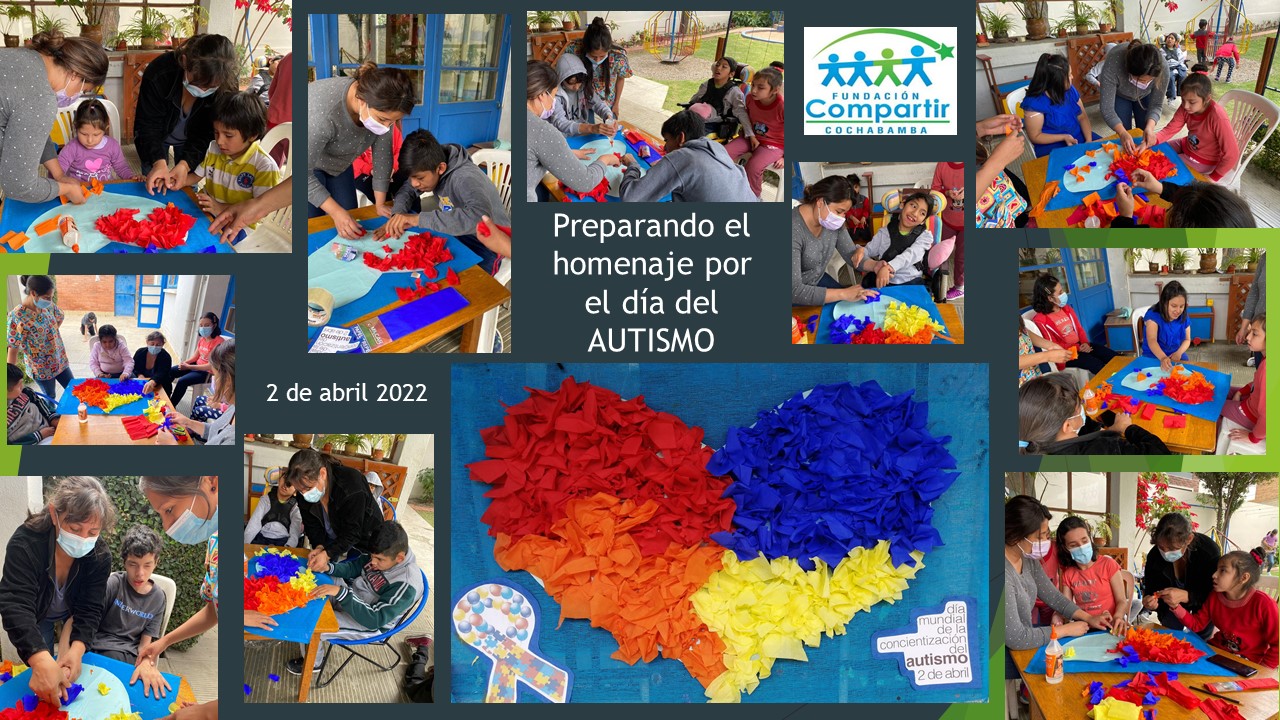 FUNDACIÓN
Compartir
COCHABAMBA
Preparando el
homenaje por
el día del
AUTISMO
2 de abril 2022
día
mundial
de la
concientización
del
autismo
2 de abril